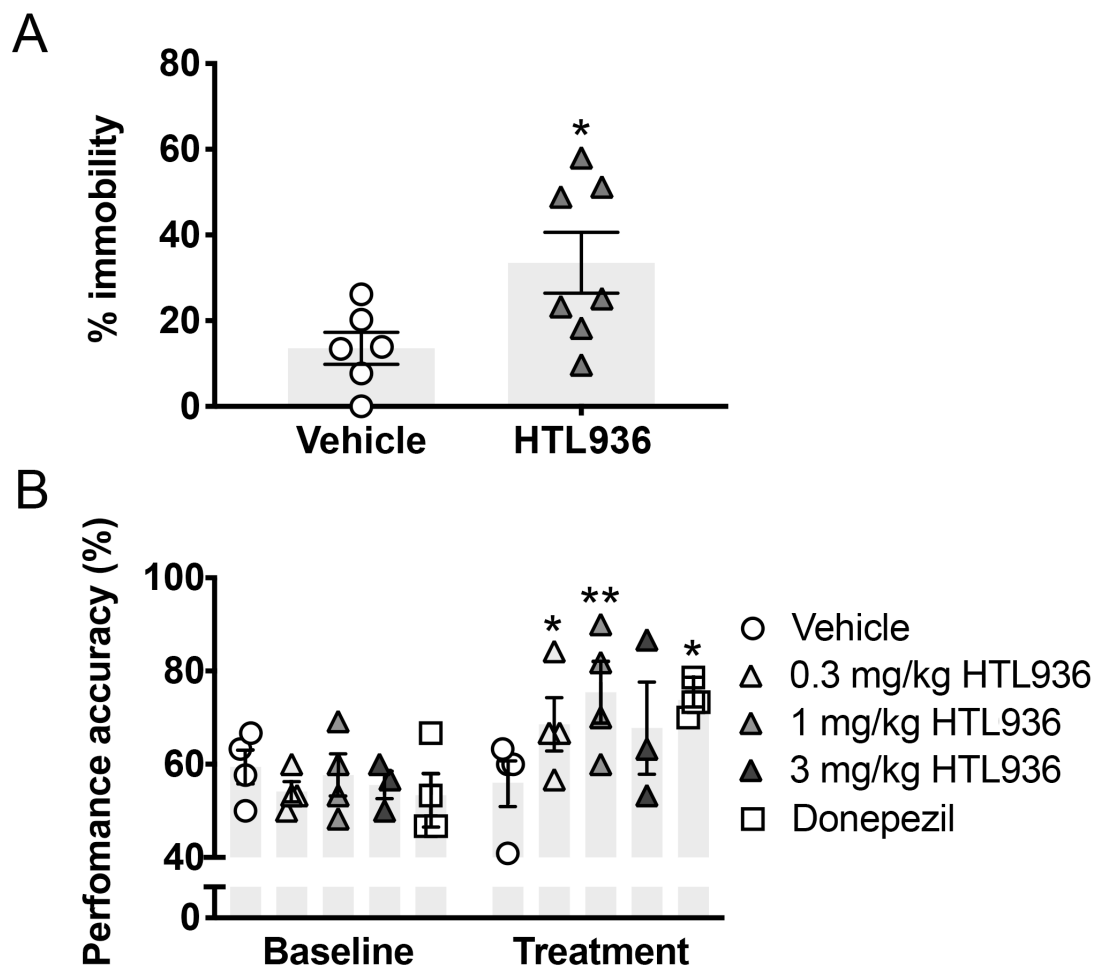 A
80
60
40
20
0
% immobility
*
Vehicle
HTL936
B
Perfomance accuracy (%)
100
80
60
40
0
*
**
*
Baseline
Treatment
Vehicle
0.3 mg/kg HTL936
1 mg/kg HTL936
3 mg/kg HTL936
Donepezil